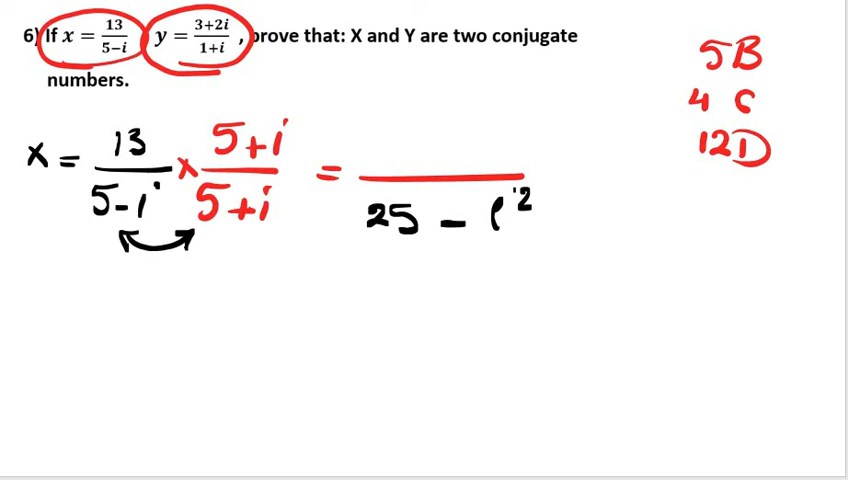 6) If x = 13/5−i y = 3+2i/1+i , prove that: X and Y are two conjugate
numbers.
5B
4 6
12D
x = 13/5-i × 5+i/5+i = /25 - i²